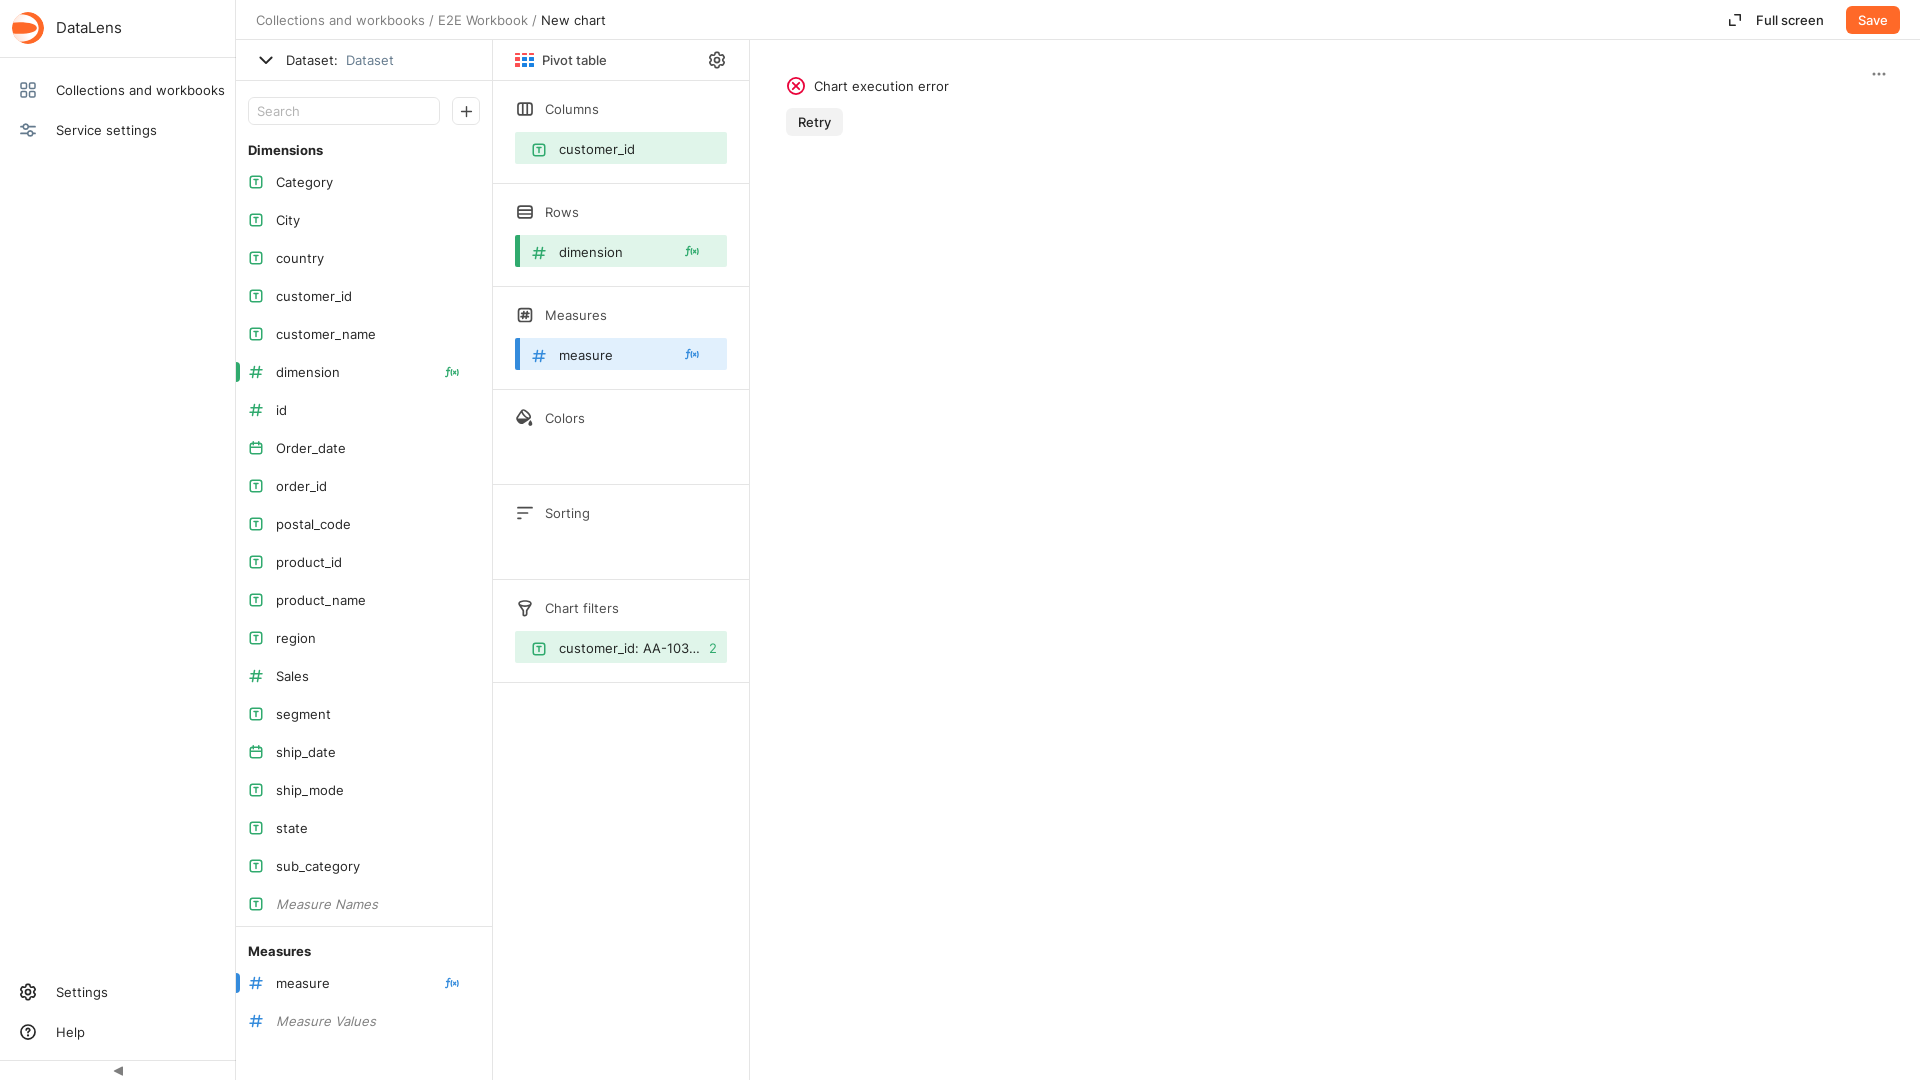 DataLens
Collections and workbooks
Service settings
Settings
Help
Collections and workbooks / E2E Workbook / New chart
Full screen
Save
Dataset: Dataset
Search
Dimensions
Category
City
country
customer_id
customer_name
dimension
id
Order_date
order_id
postal_code
product_id
product_name
region
Sales
segment
ship_date
ship_mode
state
sub_category
Measure Names
Measures
measure
Measure Values
Pivot table
Columns
customer_id
Rows
dimension
Measures
measure
Colors
Sorting
Chart filters
customer_id: AA-103... 2
Chart execution error
Retry